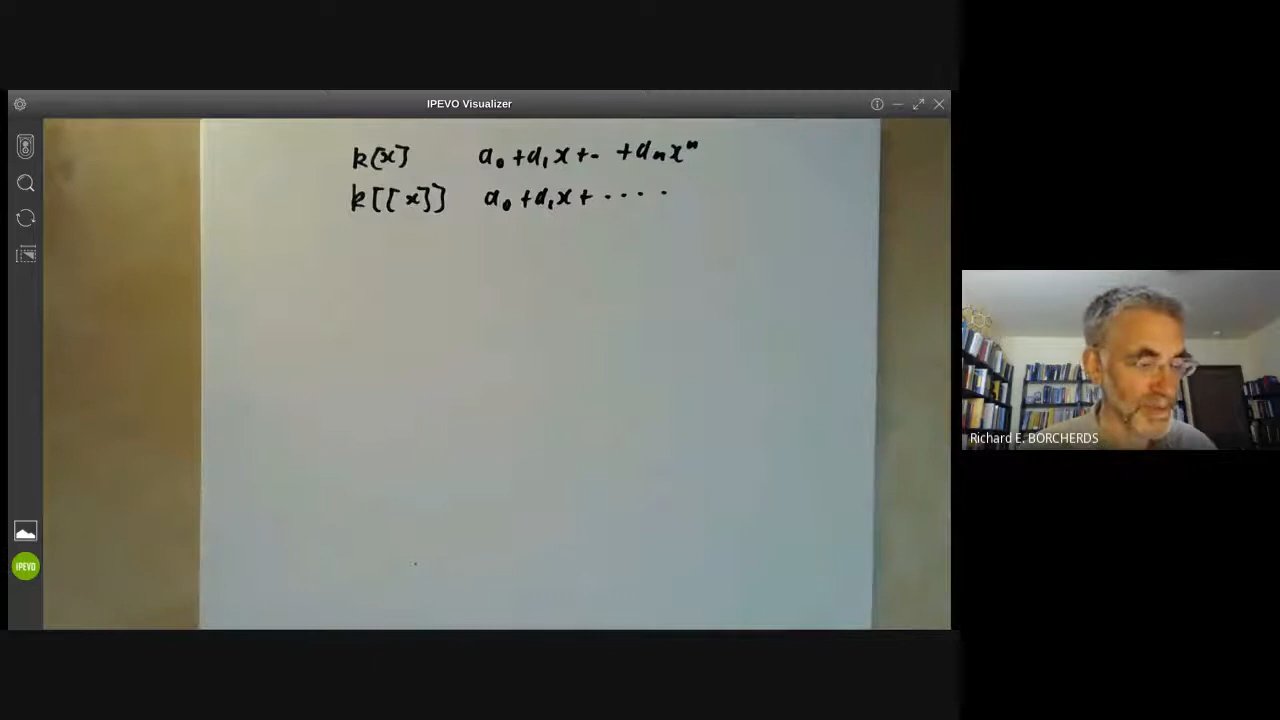 IPEVO Visualizer
k[x] a₀ + a₁x + .. + aₙxⁿ
k[[x]] a₀ + a₁x + .....
Richard E. BORCHERDS
IPEVO